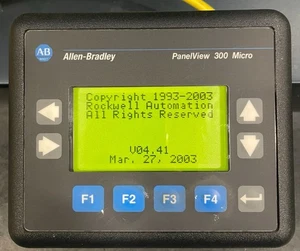 AB Allen-Bradley PanelView 300 Micro
Copyright 1993-2003
Rockwell Automation
All Rights Reserved
V04.41
Mar. 27, 2003
F1 F2 F3 F4